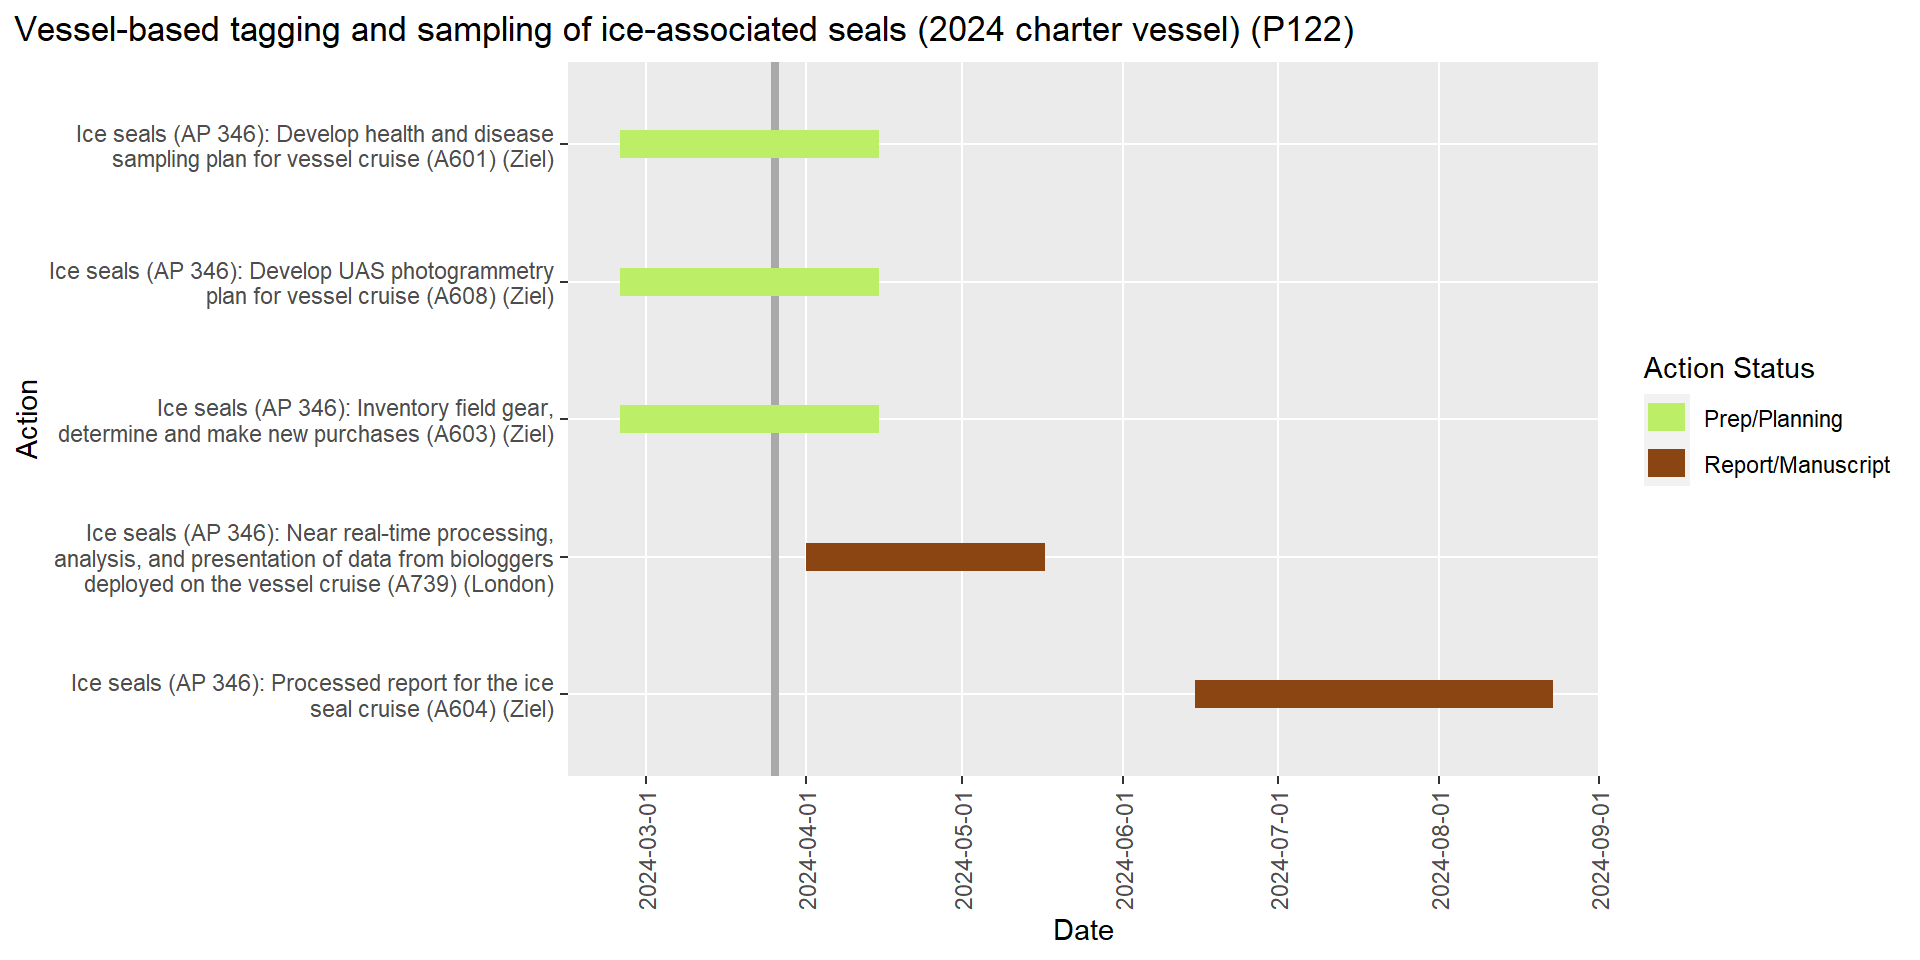 Vessel-based tagging and sampling of ice-associated seals (2024 charter vessel) (P122)
Action
Ice seals (AP 346): Develop health and disease
sampling plan for vessel cruise (A601) (Ziel)
Ice seals (AP 346): Develop UAS photogrammetry
plan for vessel cruise (A608) (Ziel)
Ice seals (AP 346): Inventory field gear,
determine and make new purchases (A603) (Ziel)
Ice seals (AP 346): Near real-time processing,
analysis, and presentation of data from biologgers
deployed on the vessel cruise (A739) (London)
Ice seals (AP 346): Processed report for the ice
seal cruise (A604) (Ziel)
2024-03-01
2024-04-01
2024-05-01
2024-06-01
2024-07-01
2024-08-01
2024-09-01
Date
Action Status
Prep/Planning
Report/Manuscript